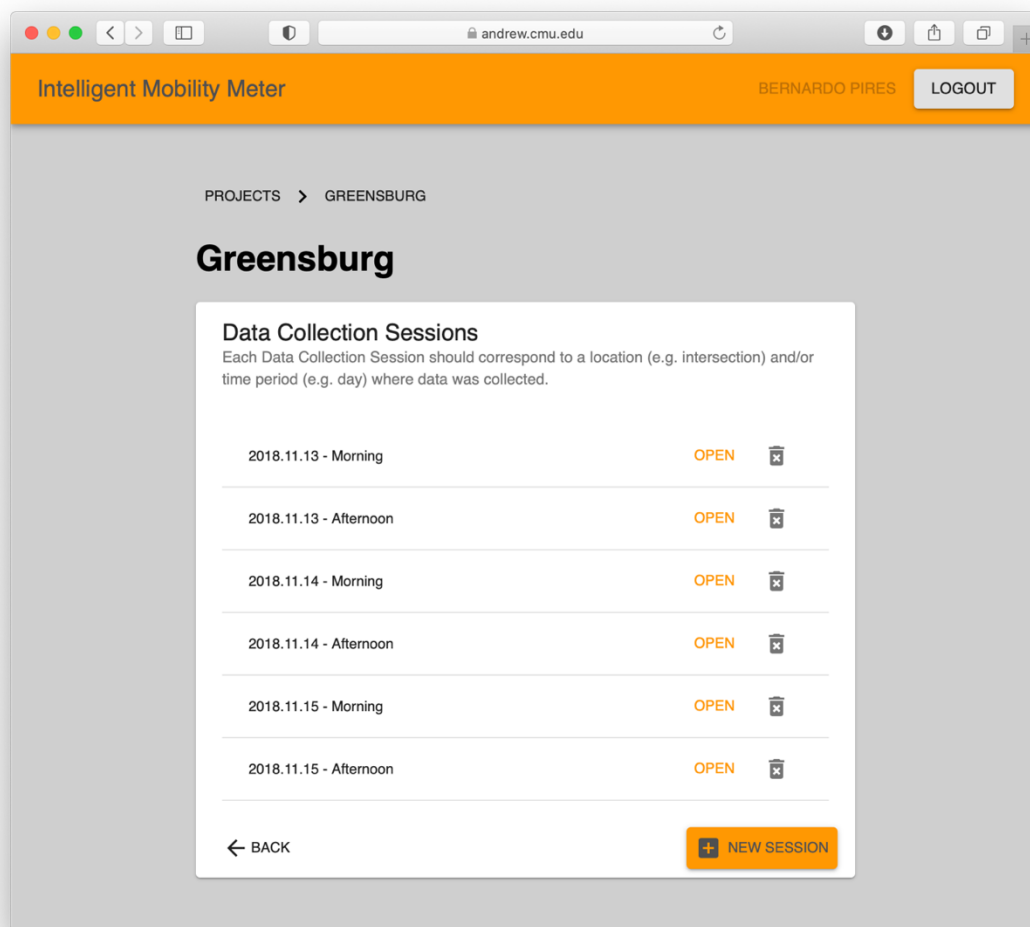 andrew.cmu.edu
Intelligent Mobility Meter
BERNARDO PIRES
LOGOUT
PROJECTS > GREENSBURG
Greensburg
Data Collection Sessions
Each Data Collection Session should correspond to a location (e.g. intersection) and/or
time period (e.g. day) where data was collected.
2018.11.13 - Morning OPEN
2018.11.13 - Afternoon OPEN
2018.11.14 - Morning OPEN
2018.11.14 - Afternoon OPEN
2018.11.15 - Morning OPEN
2018.11.15 - Afternoon OPEN
BACK
NEW SESSION